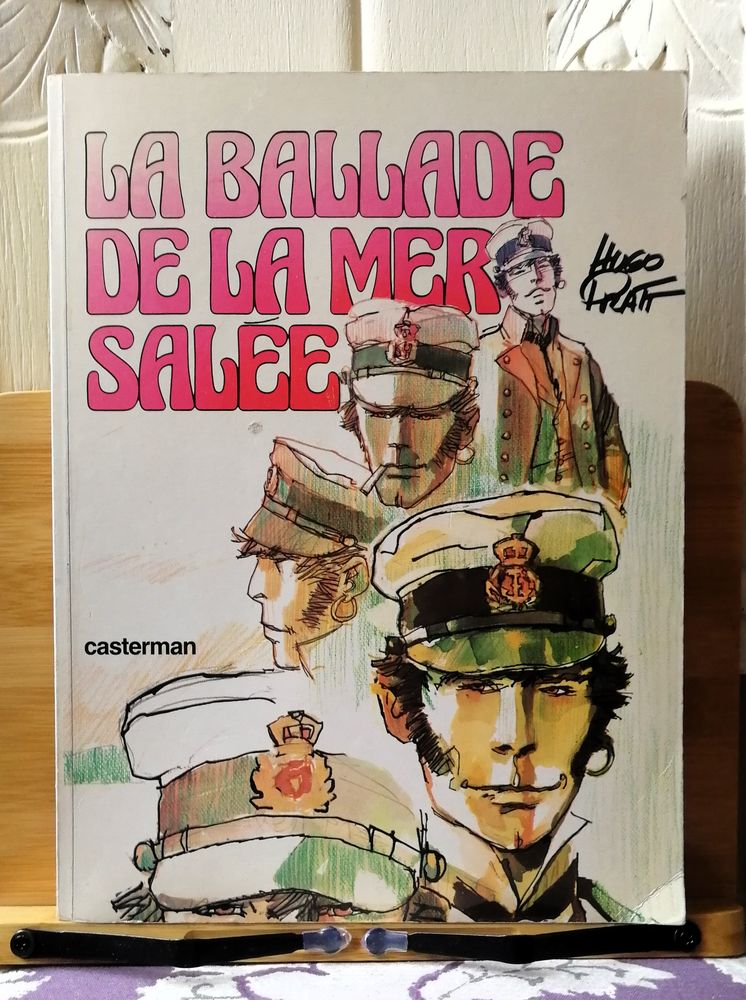 LA BALLADE
DE LA MER
SALÉE
HUGO
PRATT
casterman